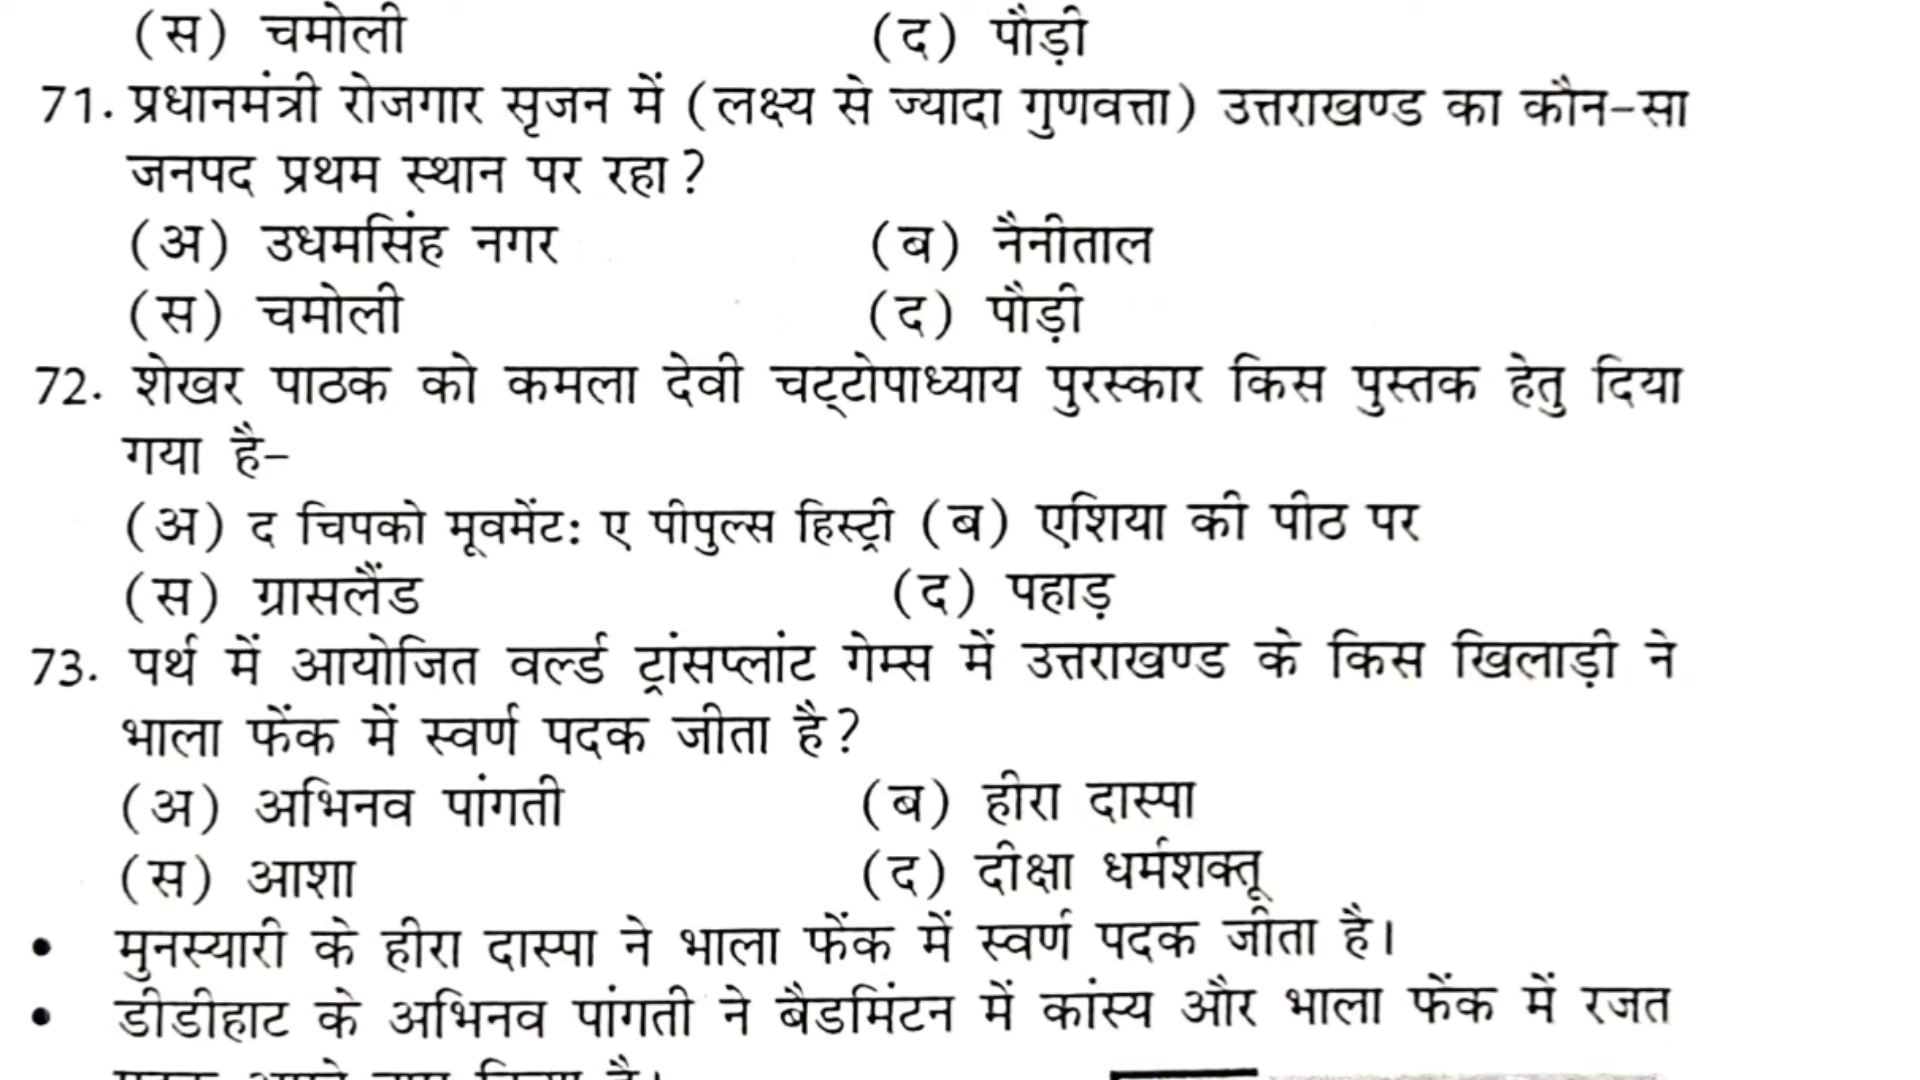 (स) चमोली (द) पौड़ी
71. प्रधानमंत्री रोजगार सृजन में (लक्ष्य से ज्यादा गुणवत्ता) उत्तराखण्ड का कौन-सा
जनपद प्रथम स्थान पर रहा?
(अ) उधमसिंह नगर (ब) नैनीताल
(स) चमोली (द) पौड़ी
72. शेखर पाठक को कमला देवी चट्टोपाध्याय पुरस्कार किस पुस्तक हेतु दिया
गया है-
(अ) द चिपको मूवमेंट: ए पीपुल्स हिस्ट्री (ब) एशिया की पीठ पर
(स) ग्रासलैंड (द) पहाड़
73. पर्थ में आयोजित वर्ल्ड ट्रांसप्लांट गेम्स में उत्तराखण्ड के किस खिलाड़ी ने
भाला फेंक में स्वर्ण पदक जीता है?
(अ) अभिनव पांगती (ब) हीरा दास्पा
(स) आशा (द) दीक्षा धर्मशक्तू
• मुनस्यारी के हीरा दास्पा ने भाला फेंक में स्वर्ण पदक जीता है।
• डीडीहाट के अभिनव पांगती ने बैडमिंटन में कांस्य और भाला फेंक में रजत